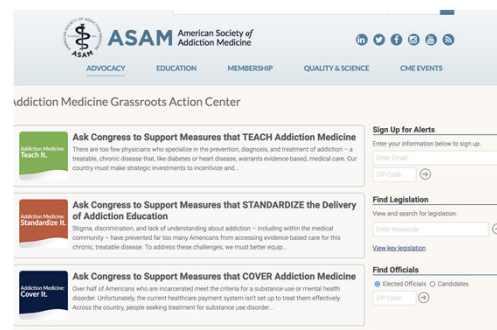 ASAM American Society of
Addiction Medicine
ASAM
ADVOCACY EDUCATION MEMBERSHIP QUALITY & SCIENCE CME EVENTS
Addiction Medicine Grassroots Action Center
Addiction Medicine:
Teach It.
Ask Congress to Support Measures that TEACH Addiction Medicine
There are too few physicians who specialize in the prevention, diagnosis, and treatment of addiction – a
treatable, chronic disease that, like diabetes or heart disease, warrants evidence-based, medical care. Our
country must make strategic investments to incentivize and...
Addiction Medicine:
Standardize It.
Ask Congress to Support Measures that STANDARDIZE the Delivery
of Addiction Education
Stigma, discrimination, and lack of understanding about addiction – including within the medical
community – have prevented far too many Americans from accessing evidence-based care for this
chronic, treatable disease. To address these challenges, we must better equip...
Addiction Medicine:
Cover It.
Ask Congress to Support Measures that COVER Addiction Medicine
Over half of Americans who are incarcerated meet the criteria for a substance use or mental health
disorder. Unfortunately, the current healthcare payment system isn't set up to treat them effectively.
Across the country, people seeking treatment for substance use disorder...
Sign Up for Alerts
Enter your information below to sign up.
Enter Email
ZIP Code
Find Legislation
View and search for legislation.
Enter Keywords
View key legislation
Find Officials
Elected Officials Candidates
ZIP Code